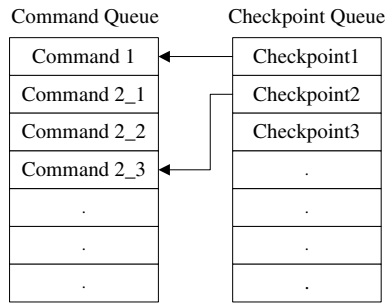 Command Queue
Checkpoint Queue
Command 1
Checkpoint1
Command 2_1
Checkpoint2
Command 2_2
Checkpoint3
Command 2_3
.
.
.
.
.
.
.